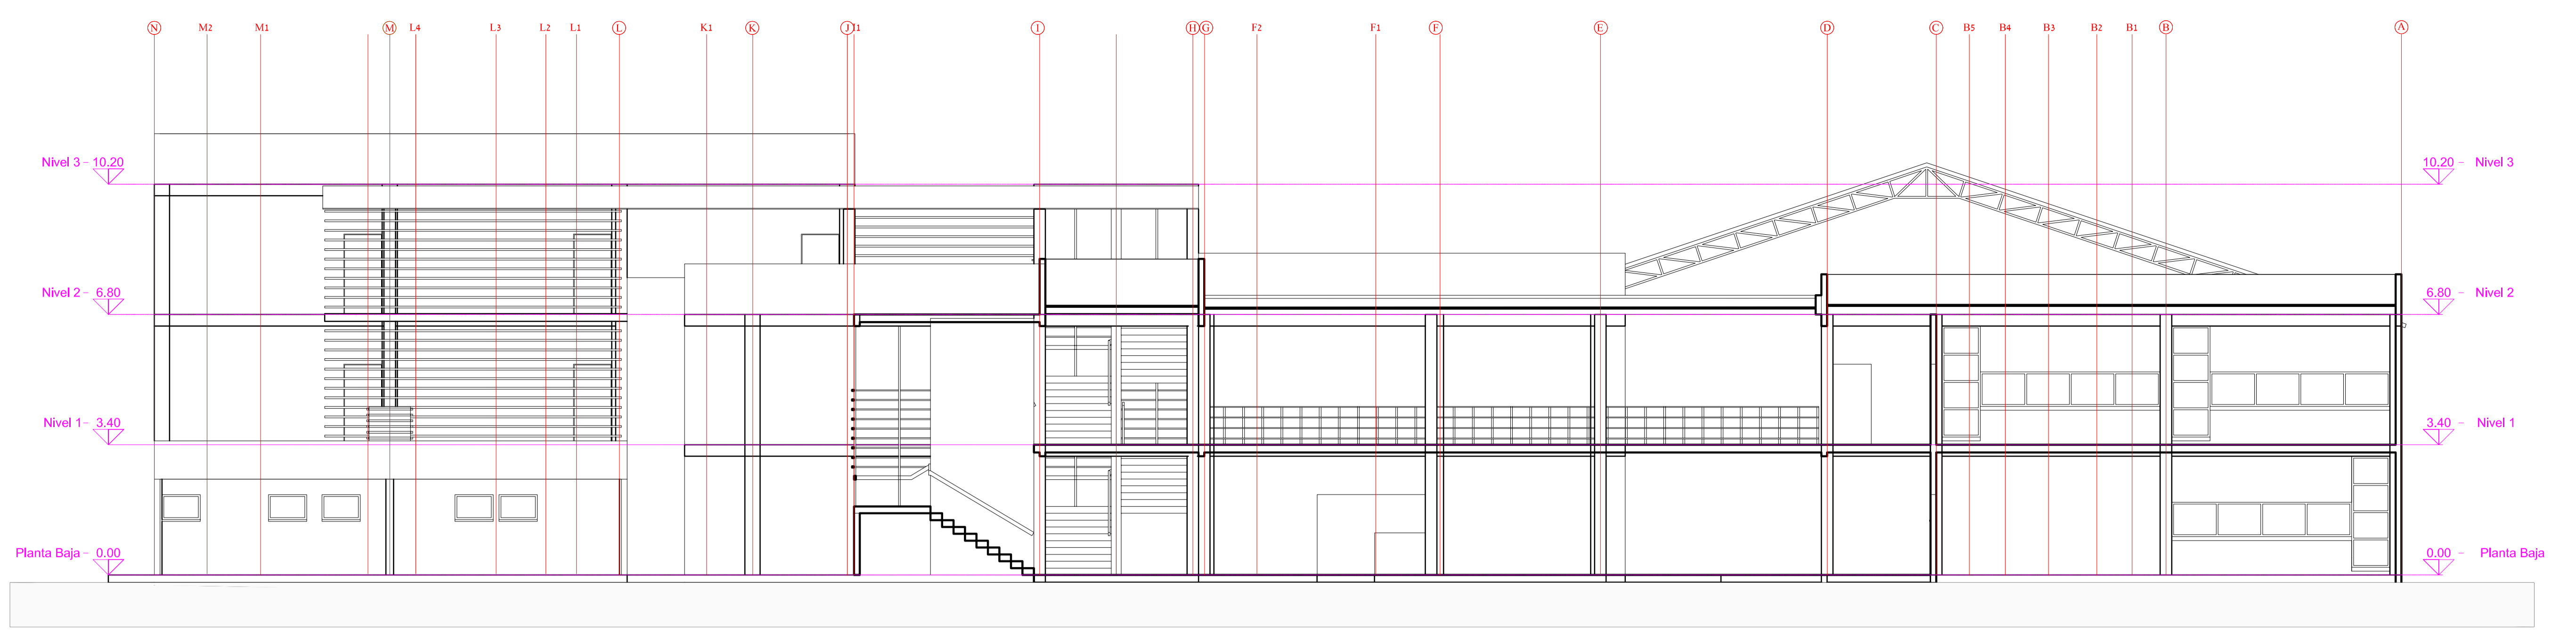 N M2 M1 M L4 L3 L2 L1 L K1 K J I1 I H G F2 F1 F E D C B5 B4 B3 B2 B1 B A
Nivel 3 - 10.20
10.20 - Nivel 3
Nivel 2 - 6.80
6.80 - Nivel 2
Nivel 1 - 3.40
3.40 - Nivel 1
Planta Baja - 0.00
0.00 - Planta Baja